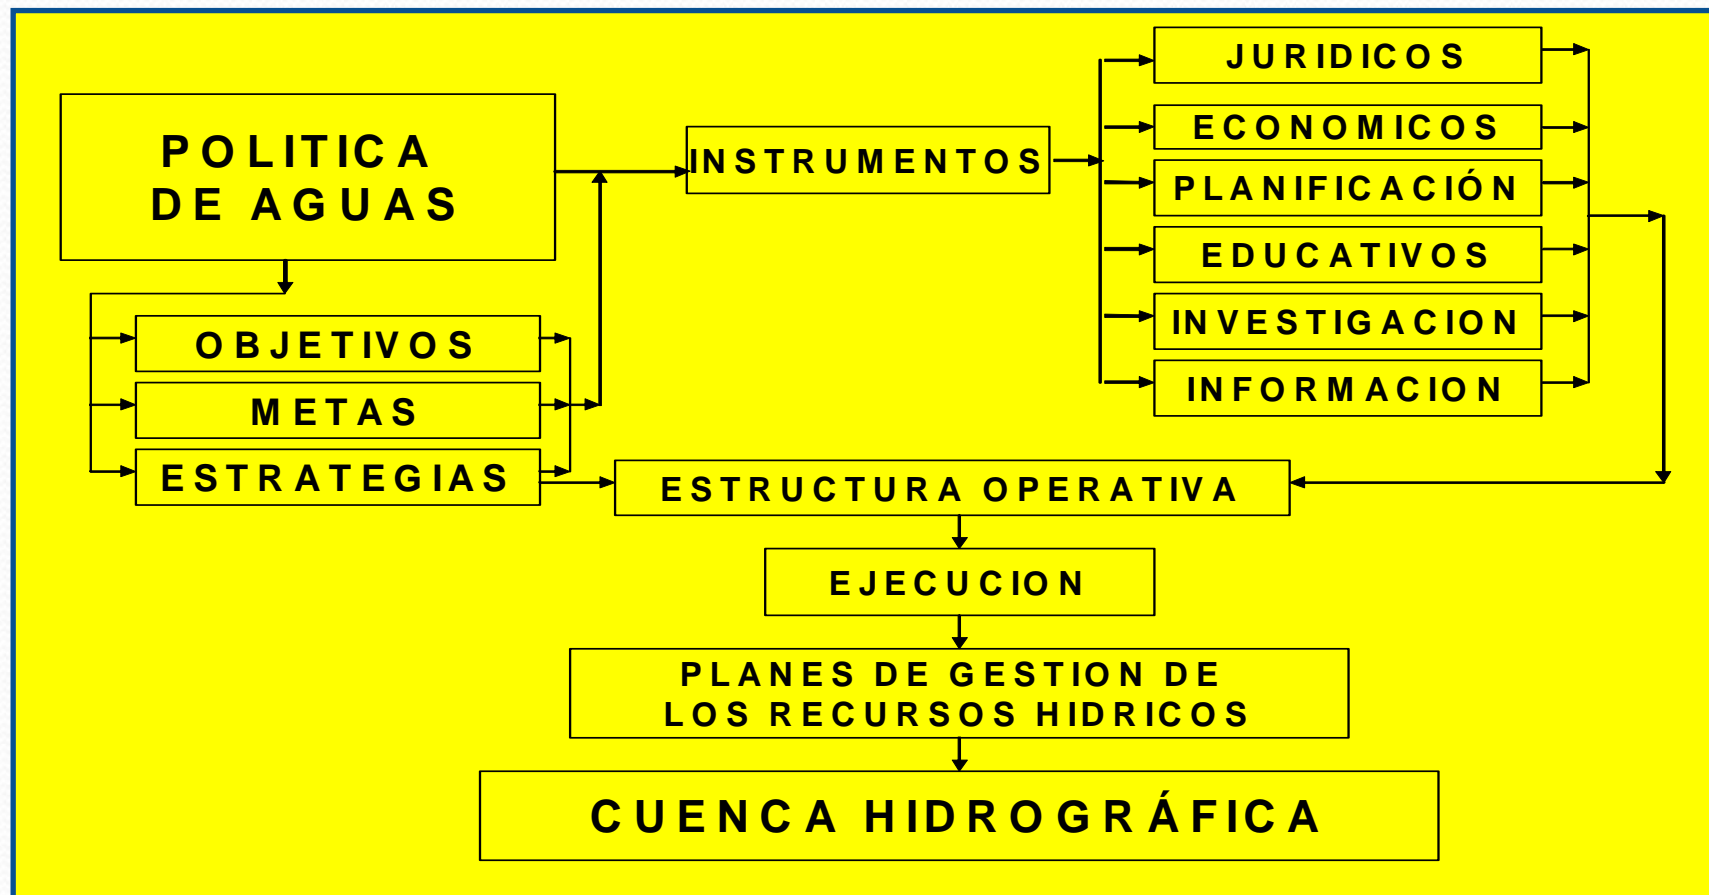 POLITICA
DE AGUAS
OBJETIVOS
METAS
ESTRATEGIAS
INSTRUMENTOS
JURIDICOS
ECONOMICOS
PLANIFICACIÓN
EDUCATIVOS
INVESTIGACION
INFORMACION
ESTRUCTURA OPERATIVA
EJECUCION
PLANES DE GESTION DE
LOS RECURSOS HIDRICOS
CUENCA HIDROGRÁFICA